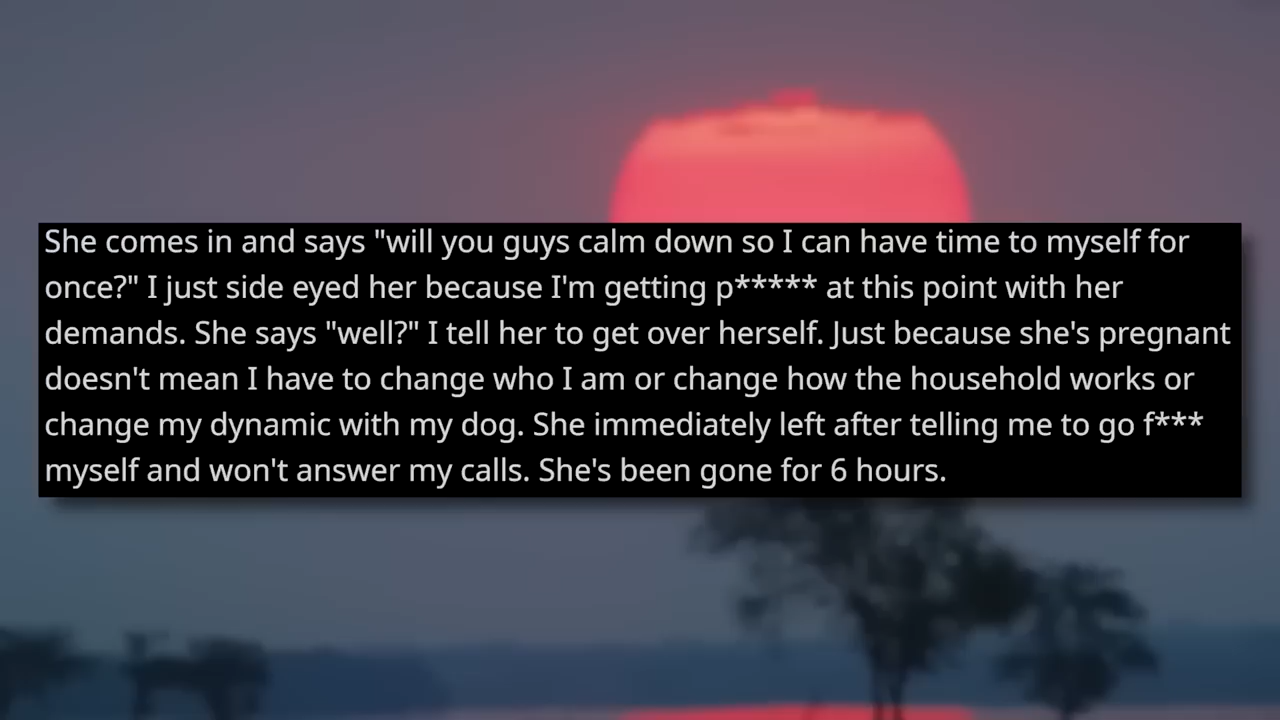 She comes in and says "will you guys calm down so I can have time to myself for
once?" I just side eyed her because I'm getting p***** at this point with her
demands. She says "well?" I tell her to get over herself. Just because she's pregnant
doesn't mean I have to change who I am or change how the household works or
change my dynamic with my dog. She immediately left after telling me to go f***
myself and won't answer my calls. She's been gone for 6 hours.